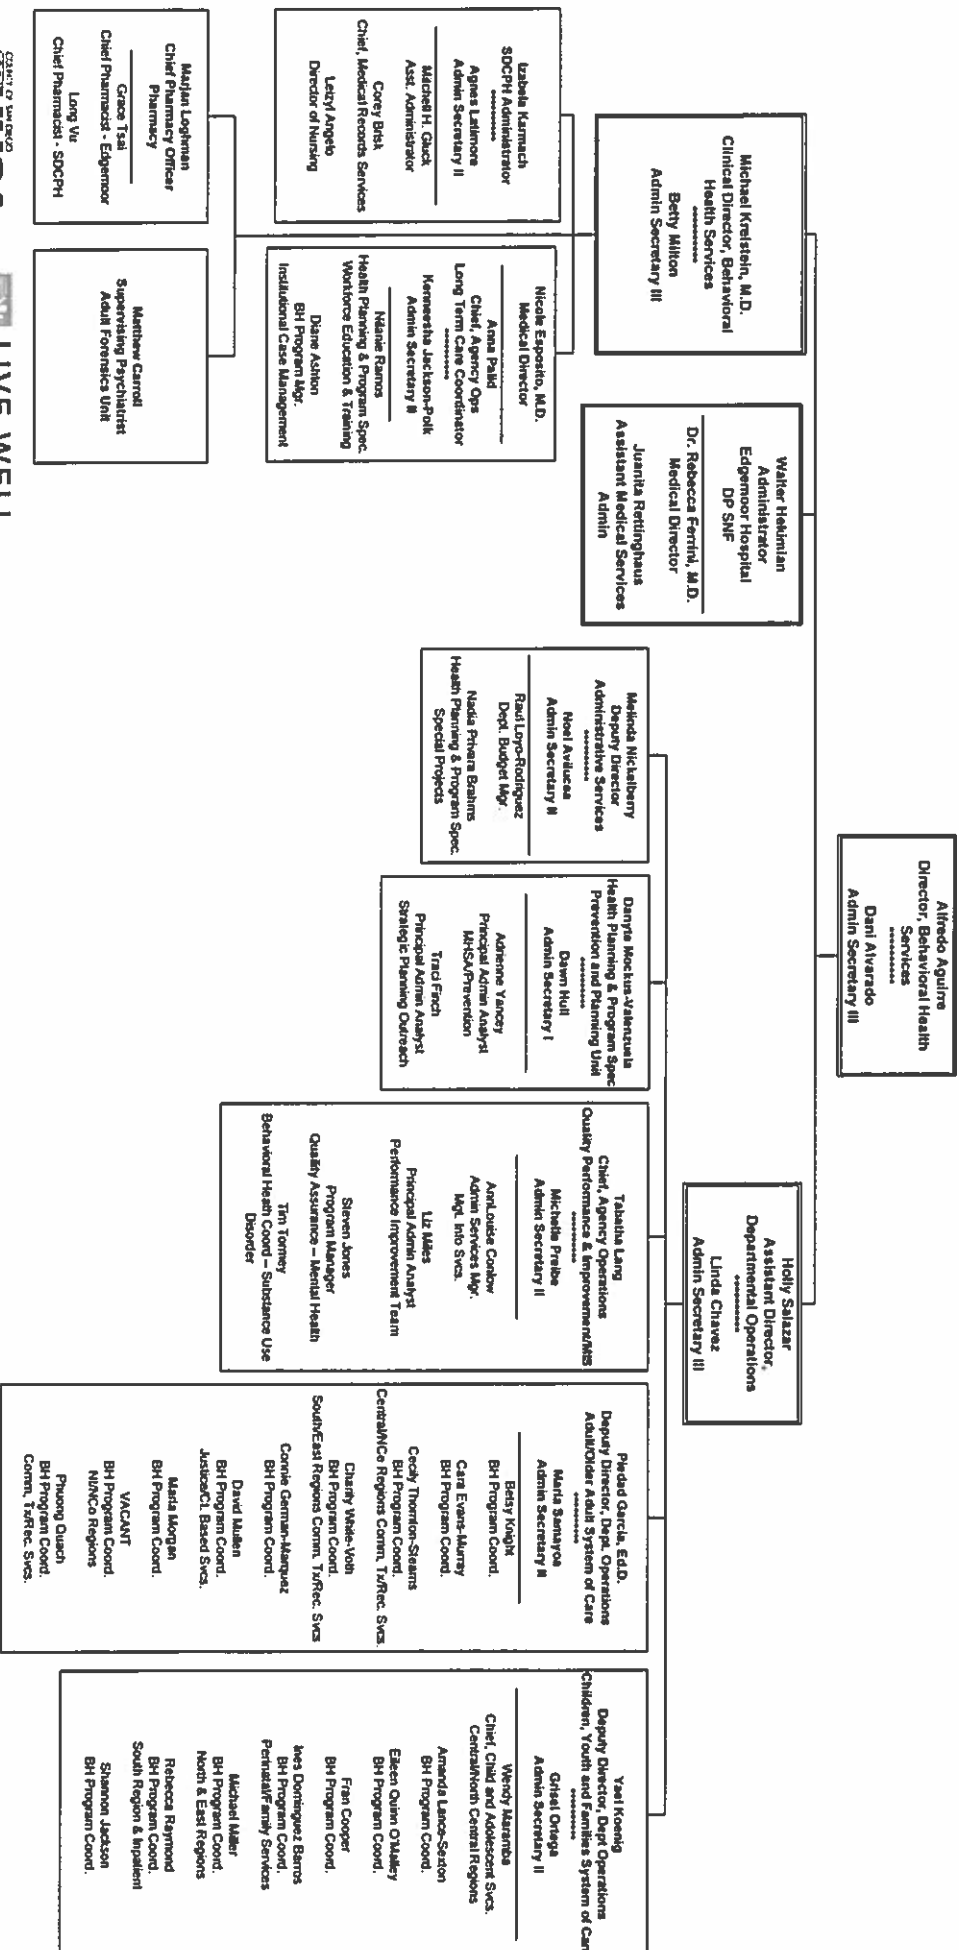 Alfredo Aguirre
Director, Behavioral Health
Services
**********
Dani Alvarado
Admin Secretary III
Michael Krelstein, M.D.
Clinical Director, Behavioral
Health Services
**********
Betty Milton
Admin Secretary III
Walter Hekimian
Administrator
Edgemoor Hospital
DP SNF
Dr. Rebecca Ferrini, M.D.
Medical Director
Juanita Rettinghaus
Assistant Medical Services
Admin
Holly Salazar
Assistant Director,
Departmental Operations
**********
Linda Chavez
Admin Secretary III
Izabela Karmach
SDCPH Administrator
**********
Agnes Latimore
Admin Secretary II
Mitchell H. Gluck
Asst. Administrator
Corey Brisk
Chief, Medical Records Services
Letzyl Angelo
Director of Nursing
Nicole Esposito, M.D.
Medical Director
Anna Palid
Chief, Agency Ops
Long Term Care Coordinator
**********
Kenneesha Jackson-Polk
Admin Secretary II
Nilanie Ramos
Health Planning & Program Spec.
Workforce Education & Training
Diane Ashton
BH Program Mgr.
Institutional Case Management
Marjan Loghman
Chief Pharmacy Officer
Pharmacy
Grace Tsai
Chief Pharmacist - Edgemoor
Long Vu
Chief Pharmacist - SDCPH
Matthew Carroll
Supervising Psychiatrist
Adult Forensics Unit
Melinda Nickelberry
Deputy Director
Administrative Services
**********
Noel Avilucea
Admin Secretary II
Raul Loyo-Rodriguez
Dept. Budget Mgr.
Nadia Privara Brahms
Health Planning & Program Spec.
Special Projects
Danyte Mockus-Valenzuela
Health Planning & Program Spec
Prevention and Planning Unit
**********
Dawn Hull
Admin Secretary I
Adrienne Yancey
Principal Admin Analyst
MHSA/Prevention
Traci Finch
Principal Admin Analyst
Strategic Planning Outreach
Tabatha Lang
Chief, Agency Operations
Quality Performance & Improvement/MIS
**********
Michelle Preibe
Admin Secretary II
AnnLouise Conlow
Admin Services Mgr.
Mgt. Info Svcs.
Liz Miles
Principal Admin Analyst
Performance Improvement Team
Steven Jones
Program Manager
Quality Assurance – Mental Health
Tim Tormey
Behavioral Heath Coord – Substance Use
Disorder
Piedad Garcia, Ed.D.
Deputy Director, Dept. Operations
Adult/Older Adult System of Care
**********
Maria Samayoa
Admin Secretary II
Betsy Knight
BH Program Coord.
Cara Evans-Murray
BH Program Coord.
Cecily Thornton-Stearns
BH Program Coord.
Central/NCe Regions Comm, Tx/Rec. Svcs.
Charity White-Voth
BH Program Coord.
South/East Regions Comm. Tx/Rec. Svcs
Connie German-Marquez
BH Program Coord.
David Mullen
BH Program Coord.
Justice/Ct. Based Svcs.
Marla Morgan
BH Program Coord.
VACANT
BH Program Coord.
NI/NCo Regions
Phuong Quach
BH Program Coord.
Comm, Tx/Rec. Svcs.
Yael Koenig
Deputy Director, Dept Operations
Children, Youth and Families System of Car
**********
Grisel Ortega
Admin Secretary II
Wendy Maramba
Chief, Child and Adolescent Svcs.
Central/North Central Regions
Amanda Lance-Sexton
BH Program Coord.
Eileen Quinn O'Malley
BH Program Coord.
Fran Cooper
BH Program Coord.
Ines Dominguez Barros
BH Program Coord.
Perinatal/Family Services
Michael Miller
BH Program Coord.
North & East Regions
Rebecca Raymond
BH Program Coord.
South Region & Inpatient
Shannon Jackson
BH Program Coord.
COUNTY OF SAN DIEGO
LIVE WELL